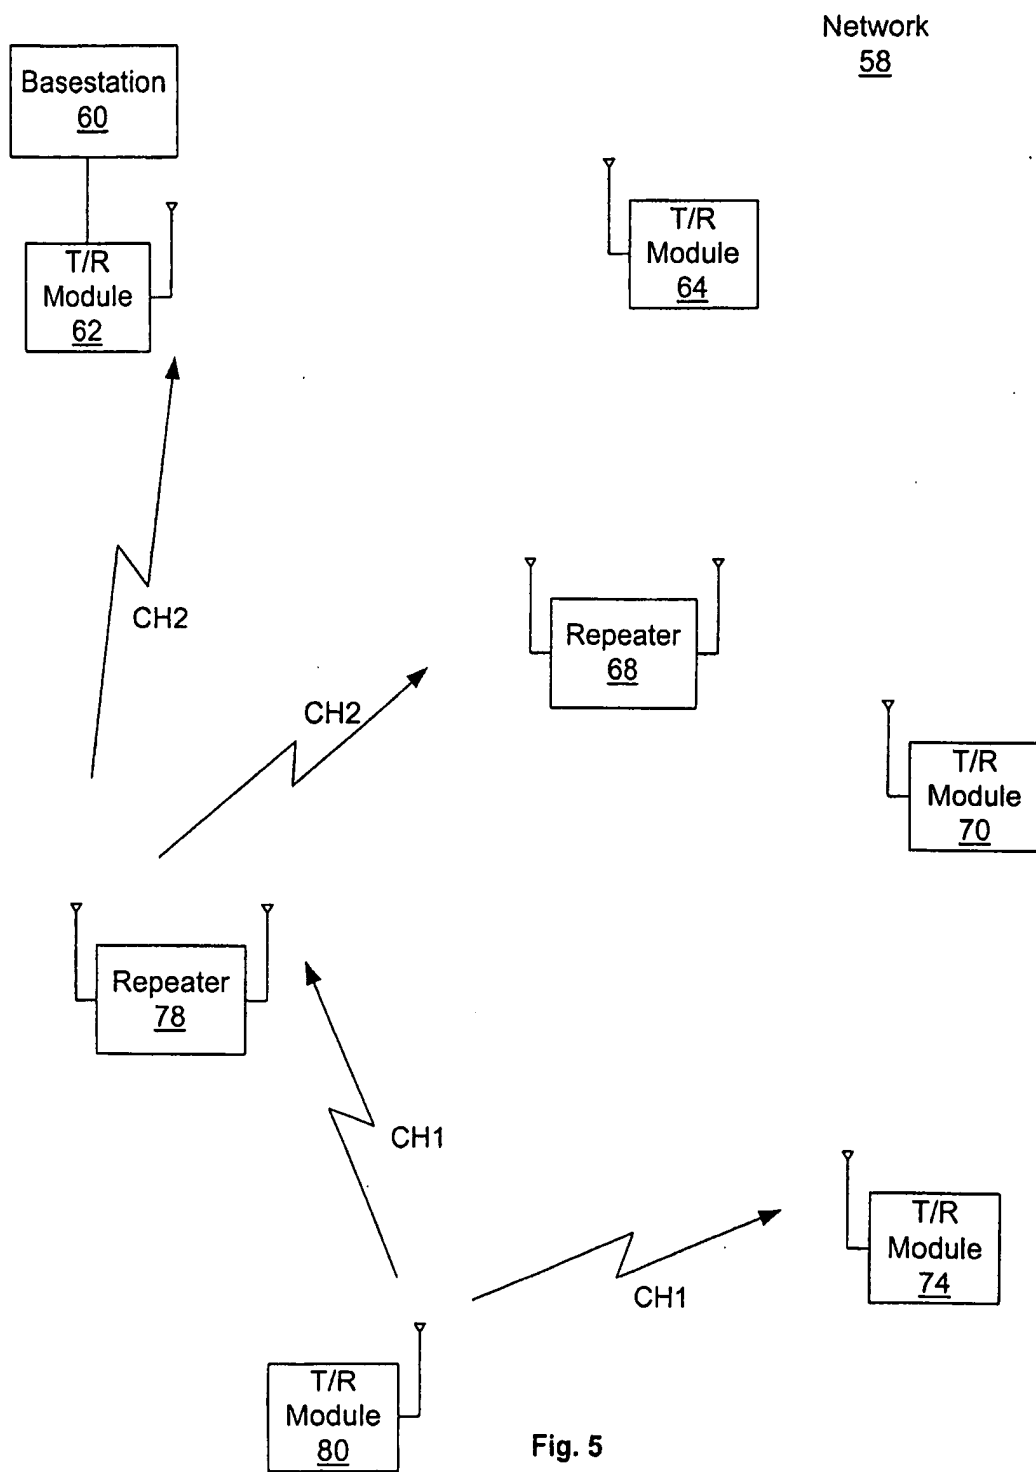 Network
58
Basestation
60
T/R
Module
62
T/R
Module
64
CH2
Repeater
68
CH2
T/R
Module
70
Repeater
78
CH1
T/R
Module
74
CH1
T/R
Module
80
Fig. 5